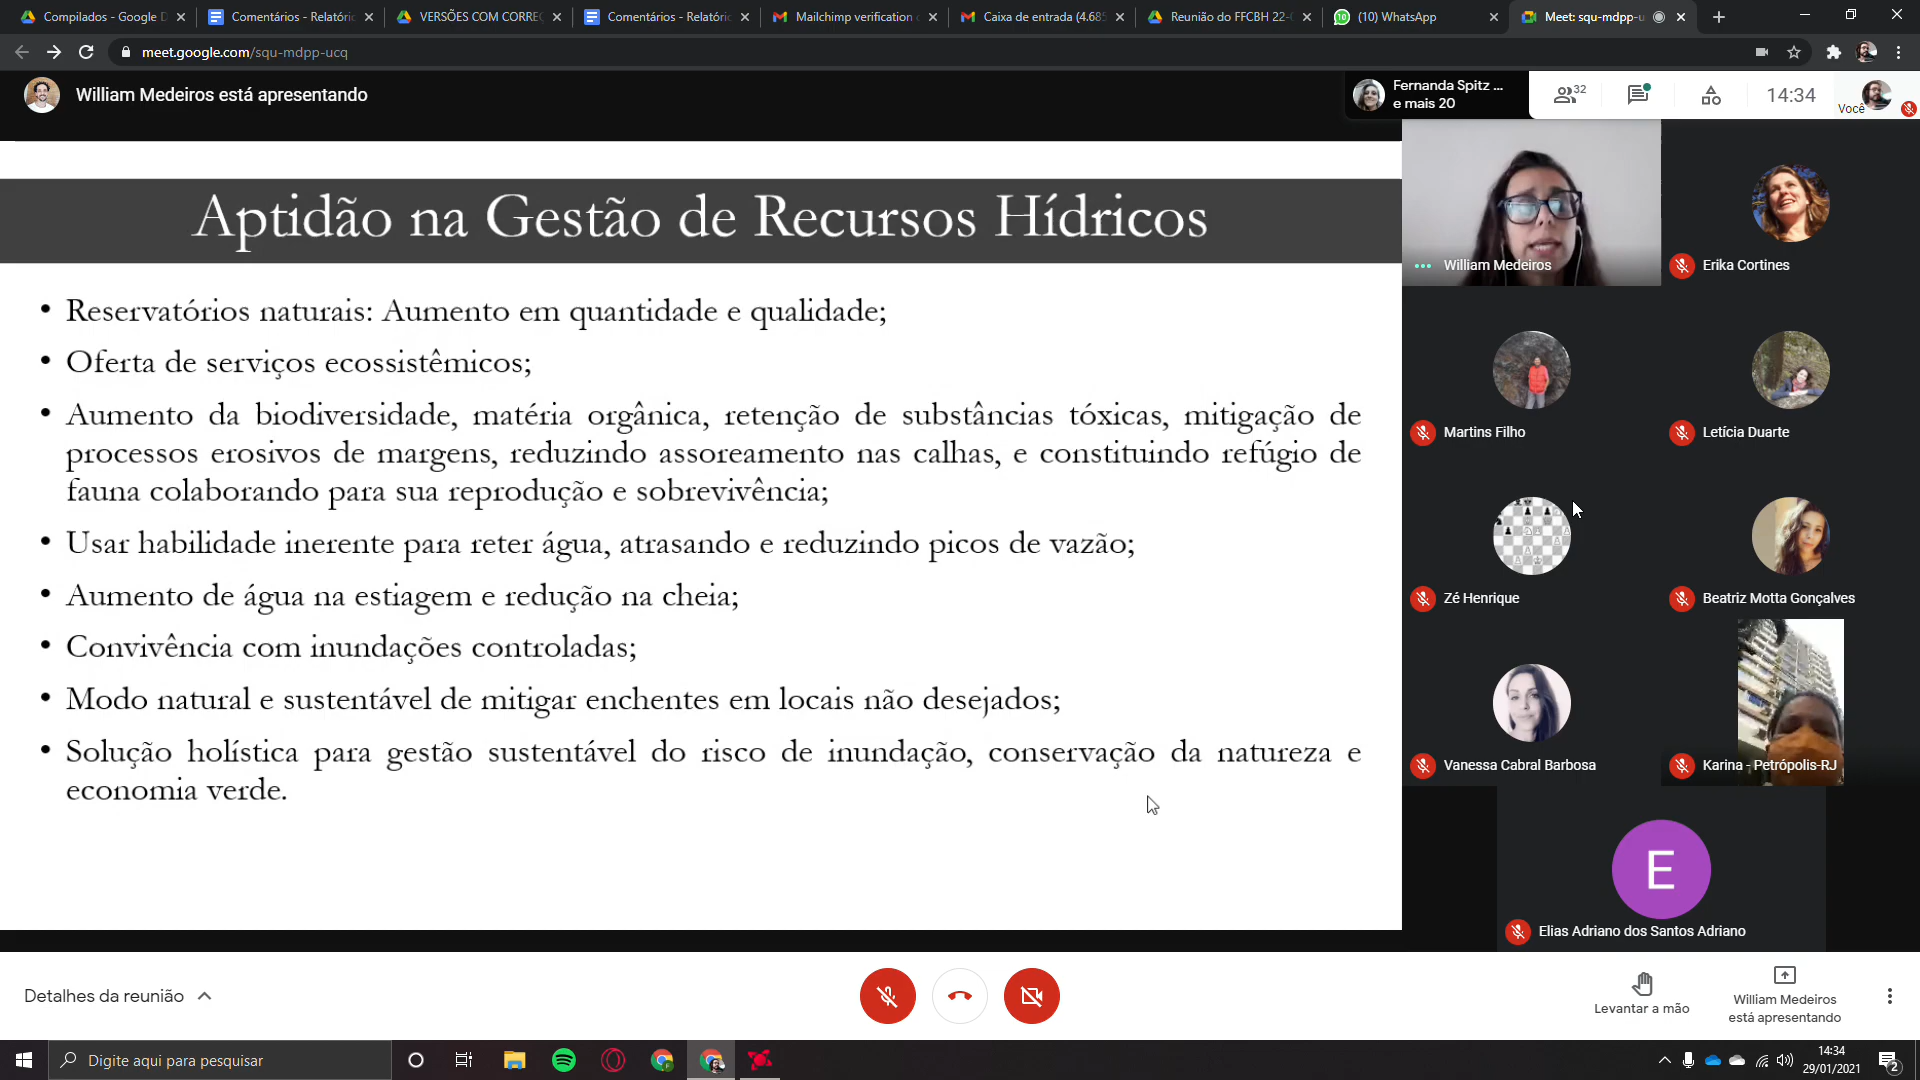 Compilados - Google D
Comentários - Relatório
VERSÕES COM CORREÇ
Comentários - Relatório
Mailchimp verification c
Caixa de entrada (4.685
Reunião do FFCBH 22-0
(10) WhatsApp
Meet: squ-mdpp-u
meet.google.com/squ-mdpp-ucq
William Medeiros está apresentando
Fernanda Spitz ...
e mais 20
32
14:34
Você
Aptidão na Gestão de Recursos Hídricos
• Reservatórios naturais: Aumento em quantidade e qualidade;
• Oferta de serviços ecossistêmicos;
• Aumento da biodiversidade, matéria orgânica, retenção de substâncias tóxicas, mitigação de
processos erosivos de margens, reduzindo assoreamento nas calhas, e constituindo refúgio de
fauna colaborando para sua reprodução e sobrevivência;
• Usar habilidade inerente para reter água, atrasando e reduzindo picos de vazão;
• Aumento de água na estiagem e redução na cheia;
• Convivência com inundações controladas;
• Modo natural e sustentável de mitigar enchentes em locais não desejados;
• Solução holística para gestão sustentável do risco de inundação, conservação da natureza e
economia verde.
William Medeiros
Erika Cortines
Martins Filho
Letícia Duarte
Zé Henrique
Beatriz Motta Gonçalves
Vanessa Cabral Barbosa
Karina - Petrópolis-RJ
E
Elias Adriano dos Santos Adriano
Detalhes da reunião
Levantar a mão
William Medeiros
está apresentando
Digite aqui para pesquisar
14:34
29/01/2021
2